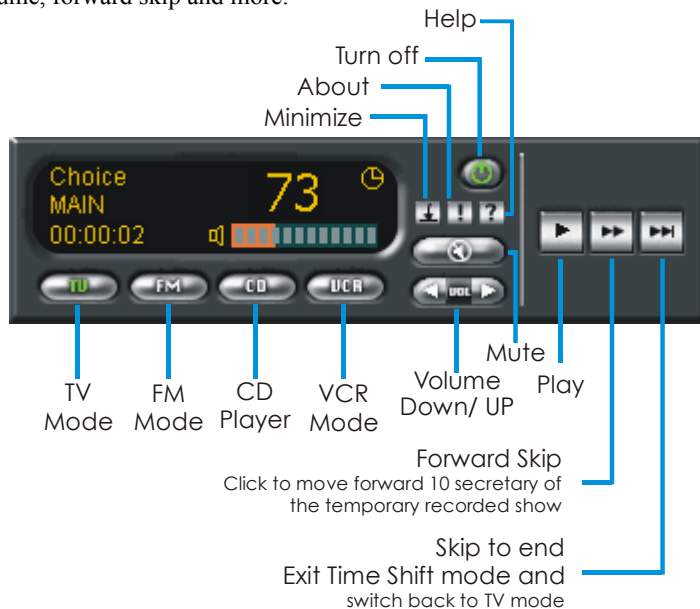 ume, forward skip and more.
Help
Turn off
About
Minimize
Choice
MAIN
00:00:02
73
! ?
TV FM CD VCR
VOL
TV Mode
FM Mode
CD Player
VCR Mode
Volume Down/ UP
Mute
Play
Forward Skip
Click to move forward 10 secretary of
the temporary recorded show
Skip to end
Exit Time Shift mode and
switch back to TV mode